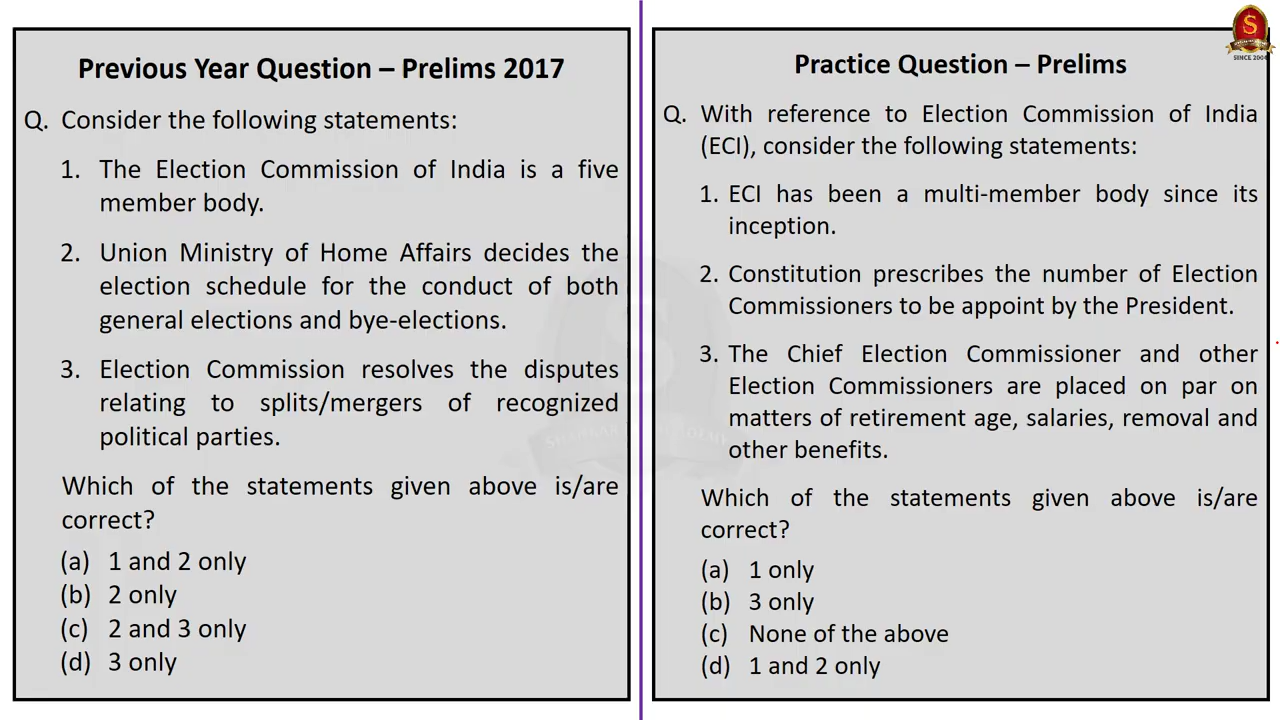 Previous Year Question – Prelims 2017
Q. Consider the following statements:
1. The Election Commission of India is a five
member body.
2. Union Ministry of Home Affairs decides the
election schedule for the conduct of both
general elections and bye-elections.
3. Election Commission resolves the disputes
relating to splits/mergers of recognized
political parties.
Which of the statements given above is/are
correct?
(a) 1 and 2 only
(b) 2 only
(c) 2 and 3 only
(d) 3 only
Practice Question – Prelims
Q. With reference to Election Commission of India
(ECI), consider the following statements:
1. ECI has been a multi-member body since its
inception.
2. Constitution prescribes the number of Election
Commissioners to be appoint by the President.
3. The Chief Election Commissioner and other
Election Commissioners are placed on par on
matters of retirement age, salaries, removal and
other benefits.
Which of the statements given above is/are
correct?
(a) 1 only
(b) 3 only
(c) None of the above
(d) 1 and 2 only
S
SINCE 2004